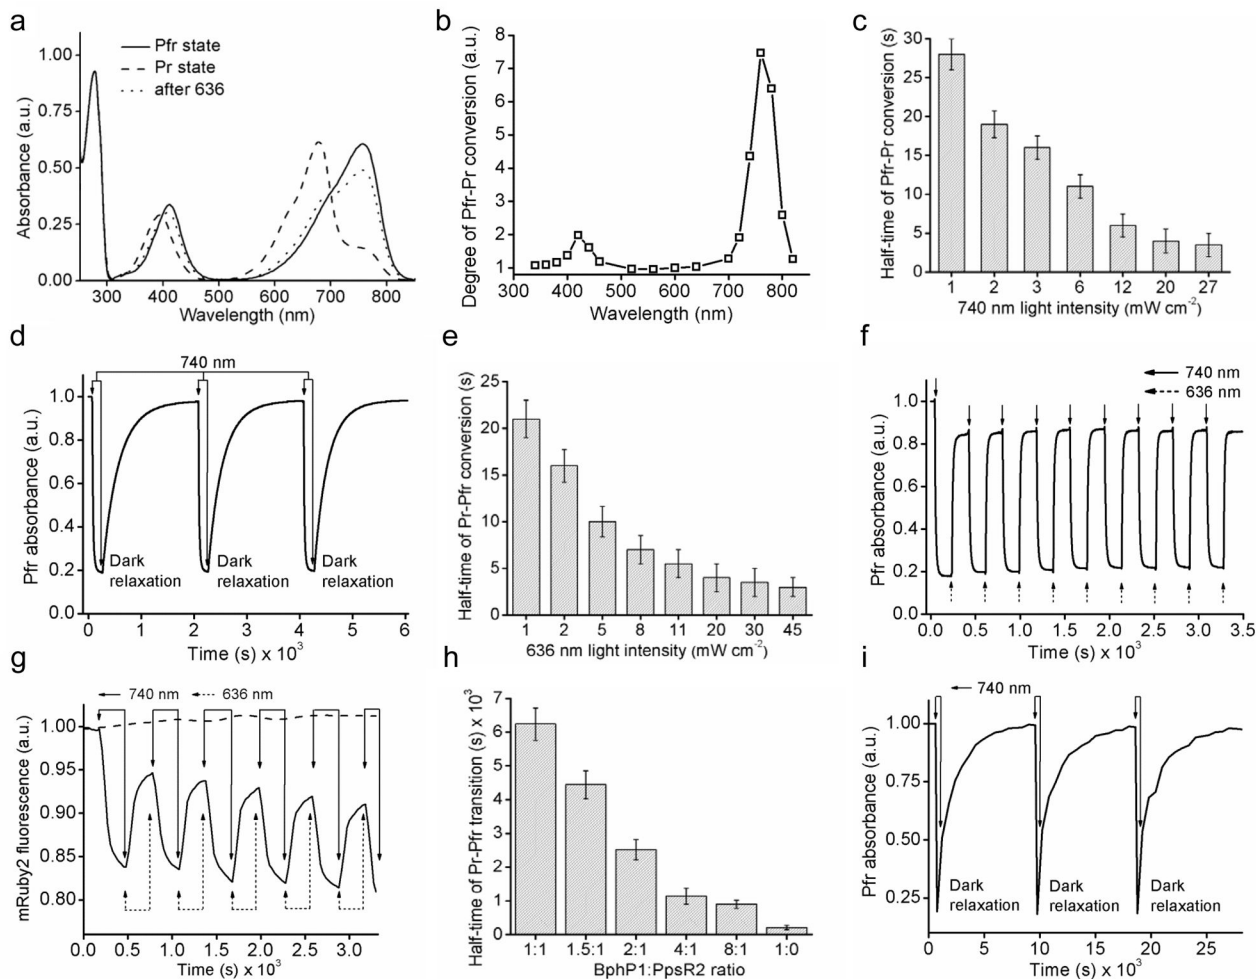 a
1.00
0.75
0.50
0.25
0.00
Absorbance (a.u.)
Pfr state
Pr state
after 636
300 400 500 600 700 800
Wavelength (nm)
b
8
7
6
5
4
3
2
1
Degree of Pfr-Pr conversion (a.u.)
300 400 500 600 700 800
Wavelength (nm)
c
30
25
20
15
10
5
0
Half-time of Pfr-Pr conversion (s)
1 2 3 6 12 20 27
740 nm light intensity (mW cm⁻²)
d
740 nm
1.0
0.8
0.6
0.4
0.2
0.0
Pfr absorbance (a.u.)
Dark relaxation
Dark relaxation
Dark relaxation
0 1 2 3 4 5 6
Time (s) x 10³
e
25
20
15
10
5
0
Half-time of Pr-Pfr conversion (s)
1 2 5 8 11 20 30 45
636 nm light intensity (mW cm⁻²)
f
740 nm
636 nm
1.0
0.8
0.6
0.4
0.2
0.0
Pfr absorbance (a.u.)
0.0 0.5 1.0 1.5 2.0 2.5 3.0 3.5
Time (s) x 10³
g
740 nm 636 nm
1.00
0.95
0.90
0.85
0.80
mRuby2 fluorescence (a.u.)
0.0 0.5 1.0 1.5 2.0 2.5 3.0
Time (s) x 10³
h
7
6
5
4
3
2
1
0
Half-time of Pr-Pfr transition (s) x 10³
1:1 1.5:1 2:1 4:1 8:1 1:0
BphP1:PpsR2 ratio
i
740 nm
1.00
0.75
0.50
0.25
Pfr absorbance (a.u.)
Dark relaxation
Dark relaxation
Dark relaxation
0 5 10 15 20 25
Time (s) x 10³